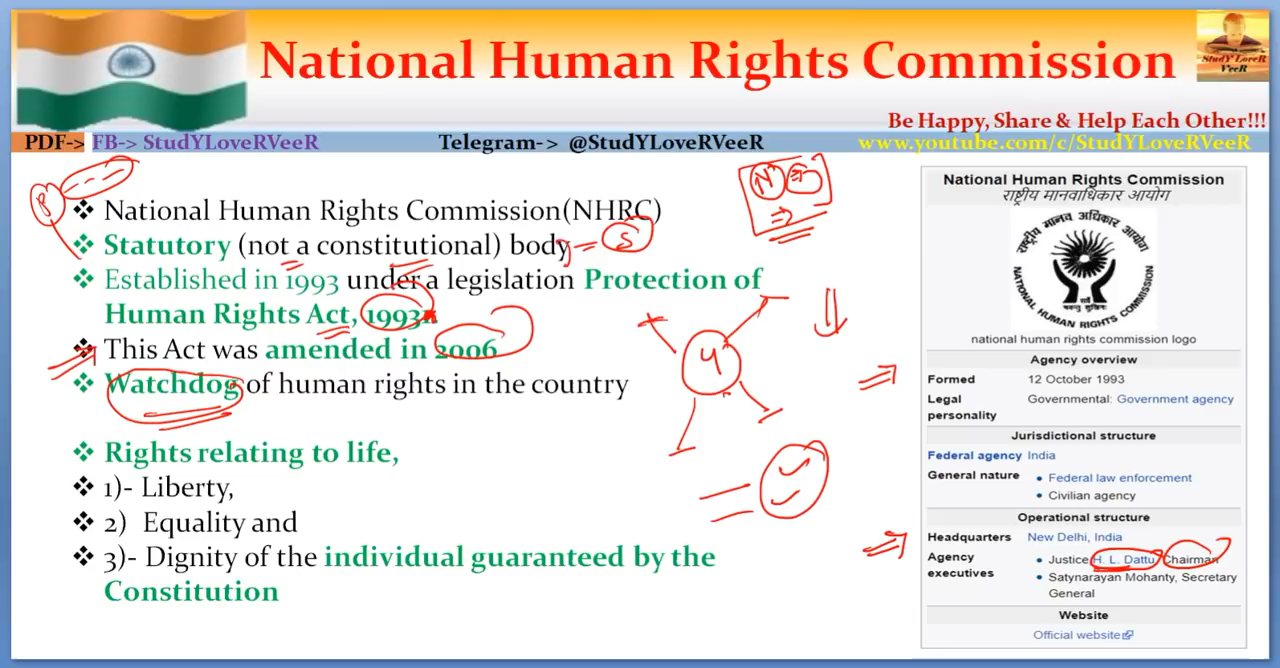 National Human Rights Commission
StudY LoveR
VeeR
Be Happy, Share & Help Each Other!!!
PDF-> FB-> StudYLoveRVeeR
Telegram-> @StudYLoveRVeeR
www.youtube.com/c/StudYLoveRVeeR
❖ National Human Rights Commission(NHRC)
❖ Statutory (not a constitutional) body
❖ Established in 1993 under a legislation Protection of
Human Rights Act, 1993
❖ This Act was amended in 2006
❖ Watchdog of human rights in the country
❖ Rights relating to life,
❖ 1)- Liberty,
❖ 2) Equality and
❖ 3)- Dignity of the individual guaranteed by the
Constitution
S
N
4
National Human Rights Commission
राष्ट्रीय मानवाधिकार आयोग
राष्ट्रीय मानव अधिकार आयोग
NATIONAL HUMAN RIGHTS COMMISSION
national human rights commission logo
Agency overview
Formed 12 October 1993
Legal personality Governmental: Government agency
Jurisdictional structure
Federal agency India
General nature • Federal law enforcement
• Civilian agency
Operational structure
Headquarters New Delhi, India
Agency executives • Justice H. L. Dattu, Chairman
• Satynarayan Mohanty, Secretary
General
Website
Official website